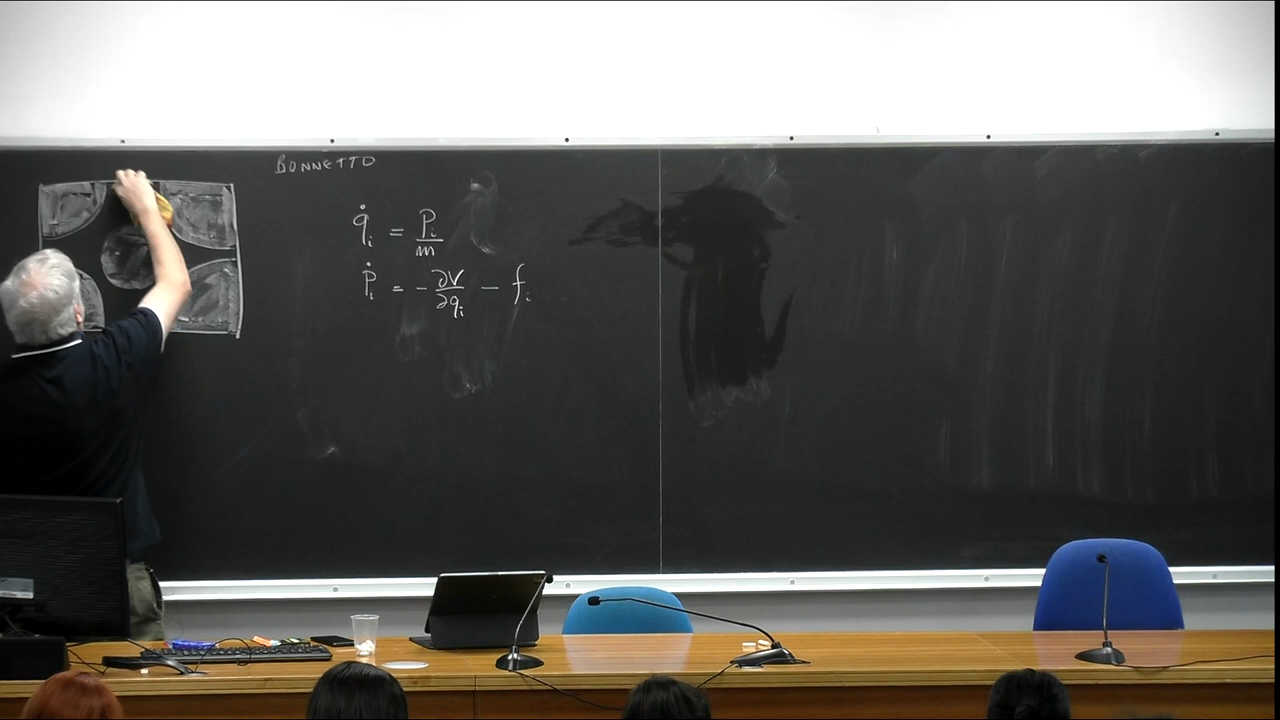 BONNETTO
q̇ᵢ = Pᵢ/m
Ṗᵢ = - ∂V/∂qᵢ - fᵢ